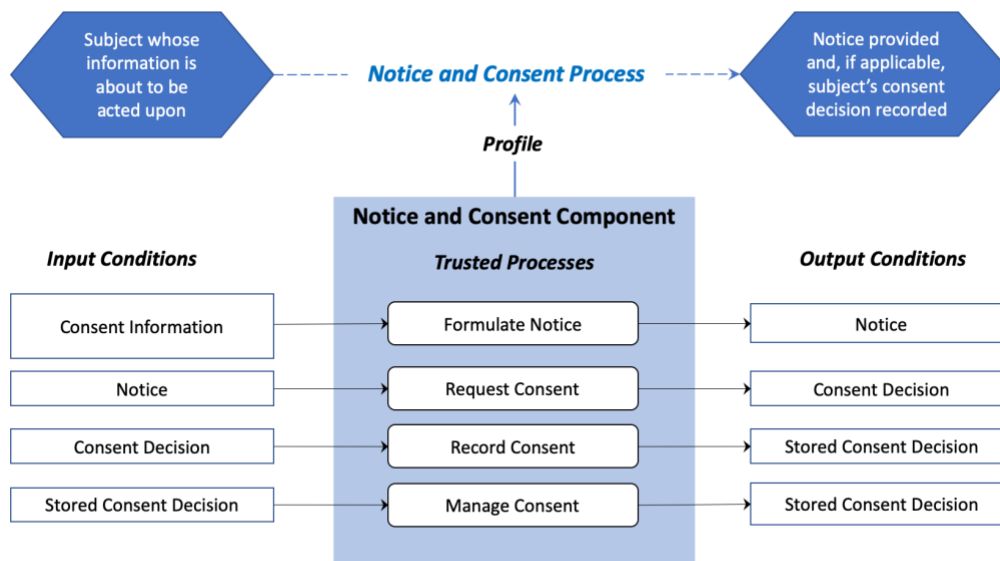 Subject whose
information is
about to be
acted upon
Notice and Consent Process
Notice provided
and, if applicable,
subject's consent
decision recorded
Profile
Notice and Consent Component
Input Conditions
Trusted Processes
Output Conditions
Consent Information
Formulate Notice
Notice
Notice
Request Consent
Consent Decision
Consent Decision
Record Consent
Stored Consent Decision
Stored Consent Decision
Manage Consent
Stored Consent Decision